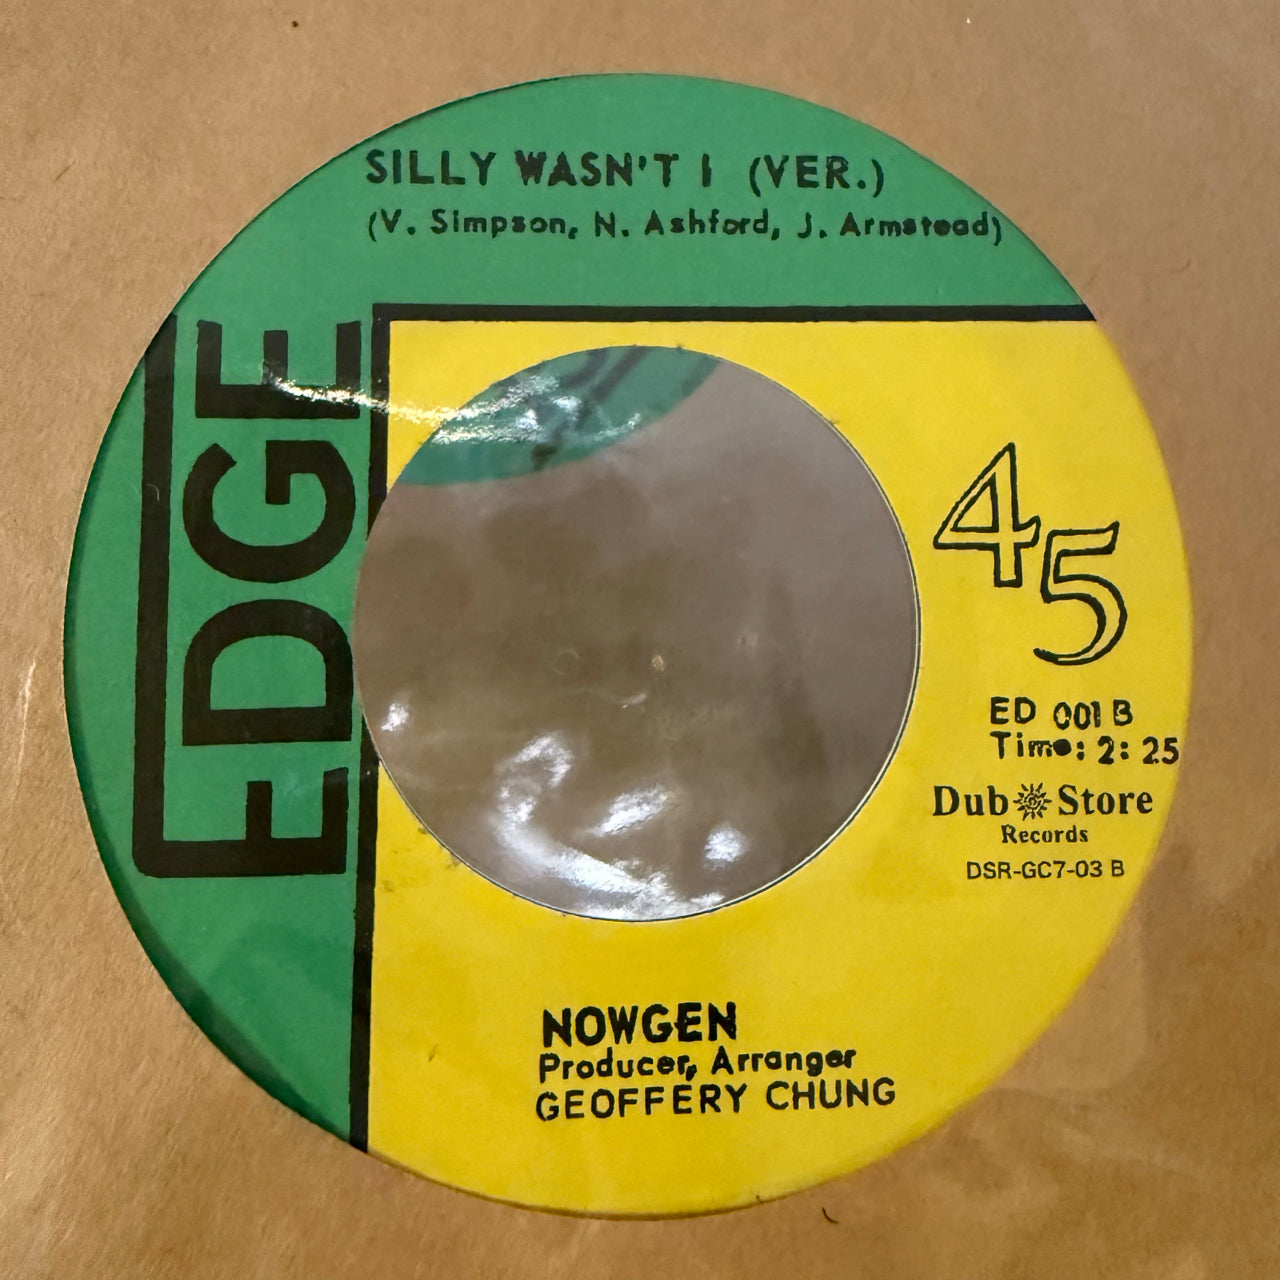 SILLY WASN'T I (VER.)
(V. Simpson, N. Ashford, J. Armstead)
EDGE
45
ED 001 B
Time: 2: 25
Dub Store
Records
DSR-GC7-03 B
NOWGEN
Producer, Arranger
GEOFFERY CHUNG